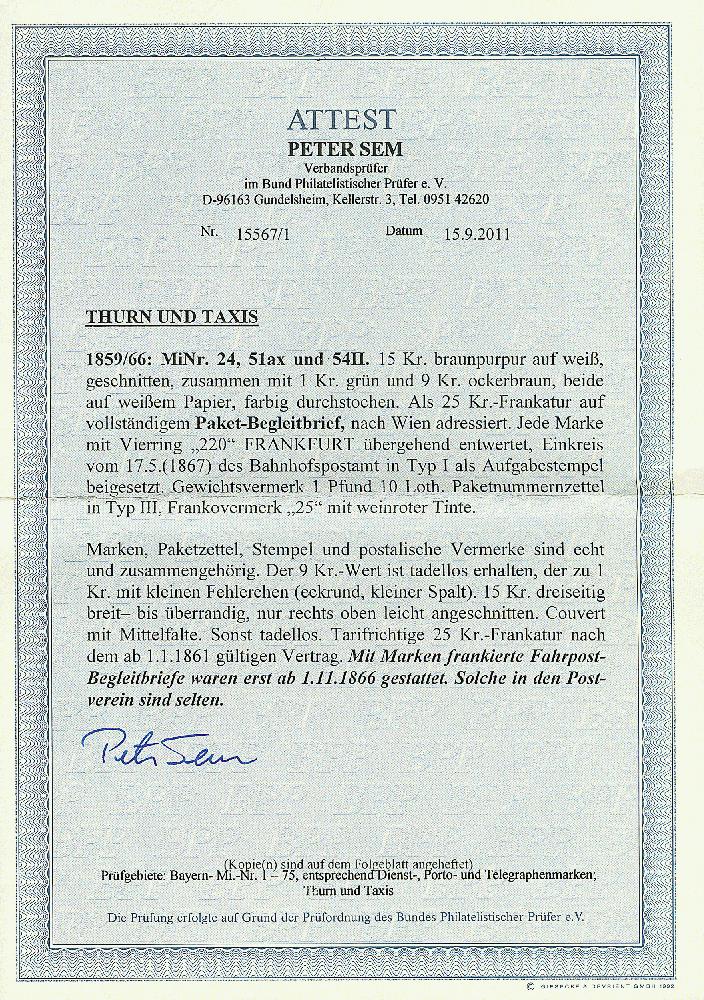 ATTEST
PETER SEM
Verbandsprüfer
im Bund Philatelistischer Prüfer e. V.
D-96163 Gundelsheim, Kellerstr. 3, Tel. 0951 42620
Nr. 15567/1 Datum 15.9.2011
THURN UND TAXIS
1859/66: MiNr. 24, 51ax und 54II. 15 Kr. braunpurpur auf weiß,
geschnitten, zusammen mit 1 Kr. grün und 9 Kr. ockerbraun, beide
auf weißem Papier, farbig durchstochen. Als 25 Kr.-Frankatur auf
vollständigem Paket-Begleitbrief, nach Wien adressiert. Jede Marke
mit Vierring „220“ FRANKFURT übergehend entwertet, Einkreis
vom 17.5.(1867) des Bahnhofspostamt in Typ I als Aufgabestempel
beigesetzt. Gewichtsvermerk 1 Pfund 10 Loth. Paketnummernzettel
in Typ III, Frankovermerk „25“ mit weinroter Tinte.
Marken, Paketzettel, Stempel und postalische Vermerke sind echt
und zusammengehörig. Der 9 Kr.-Wert ist tadellos erhalten, der zu 1
Kr. mit kleinen Fehlerchen (eckrund, kleiner Spalt). 15 Kr. dreiseitig
breit– bis überrandig, nur rechts oben leicht angeschnitten. Couvert
mit Mittelfalte. Sonst tadellos. Tarifrichtige 25 Kr.-Frankatur nach
dem ab 1.1.1861 gültigen Vertrag. Mit Marken frankierte Fahrpost-
Begleitbriefe waren erst ab 1.11.1866 gestattet. Solche in den Post-
verein sind selten.
Peter Sem
(Kopie(n) sind auf dem Folgeblatt angeheftet)
Prüfgebiete: Bayern- Mi.-Nr. 1 – 75, entsprechend Dienst-, Porto- und Telegraphenmarken;
Thurn und Taxis
Die Prüfung erfolgte auf Grund der Prüfordnung des Bundes Philatelistischer Prüfer e.V.
© GIESECKE & DEVRIENT GMBH 1992